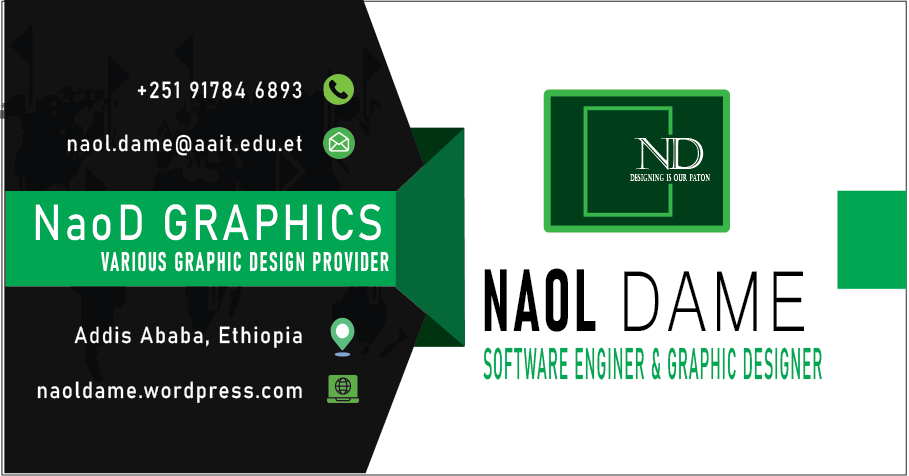 +251 91784 6893
naol.dame@aait.edu.et
NaoD GRAPHICS
VARIOUS GRAPHIC DESIGN PROVIDER
Addis Ababa, Ethiopia
naoldame.wordpress.com
ND
DESIGNING IS OUR PATON
NAOL DAME
SOFTWARE ENGINER & GRAPHIC DESIGNER